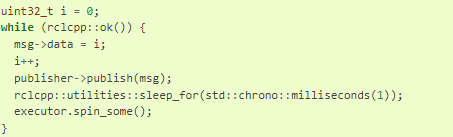 uint32_t i = 0;
while (rclcpp::ok()) {
  msg->data = i;
  i++;
  publisher->publish(msg);
  rclcpp::utilities::sleep_for(std::chrono::milliseconds(1));
  executor.spin_some();
}